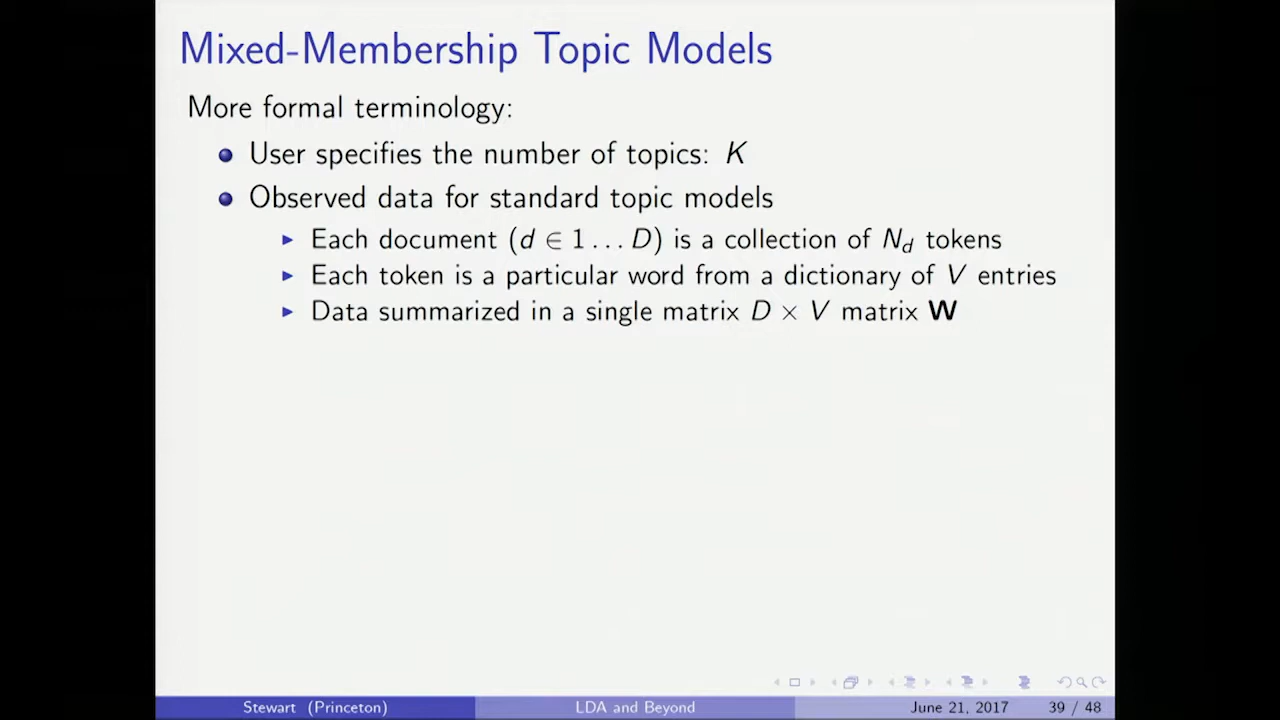 Mixed-Membership Topic Models
More formal terminology:
User specifies the number of topics: K
Observed data for standard topic models
Each document (d ∈ 1 … D) is a collection of N_d tokens
Each token is a particular word from a dictionary of V entries
Data summarized in a single matrix D × V matrix W
Stewart (Princeton) LDA and Beyond June 21, 2017 39 / 48